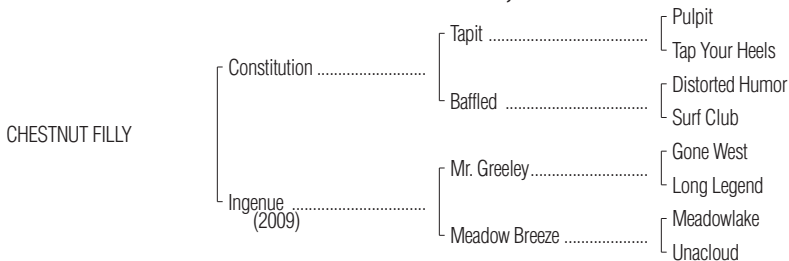 Pulpit
Tapit ................................................
Tap Your Heels
Constitution ...........................
Distorted Humor
Baffled ...........................................
Surf Club
CHESTNUT FILLY
Gone West
Mr. Greeley....................................
Long Legend
Ingenue .................................
(2009)
Meadowlake
Meadow Breeze .........................
Unacloud